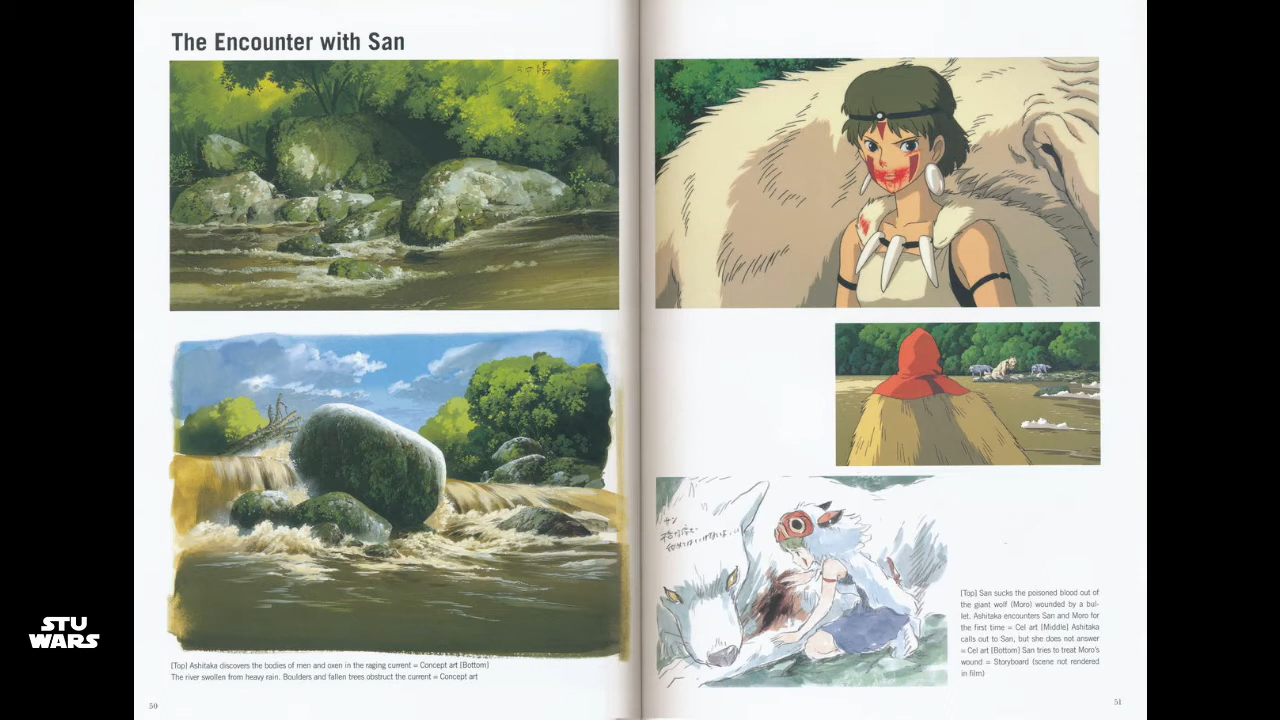 The Encounter with San
[Top] Ashitaka discovers the bodies of men and oxen in the raging current = Concept art [Bottom]
The river swollen from heavy rain. Boulders and fallen trees obstruct the current = Concept art
50
サン
[Top] San sucks the poisoned blood out of
the giant wolf (Moro) wounded by a bul-
let. Ashitaka encounters San and Moro for
the first time = Cel art [Middle] Ashitaka
calls out to San, but she does not answer
= Cel art [Bottom] San tries to treat Moro's
wound = Storyboard (scene not rendered
in film)
51
STU
WARS